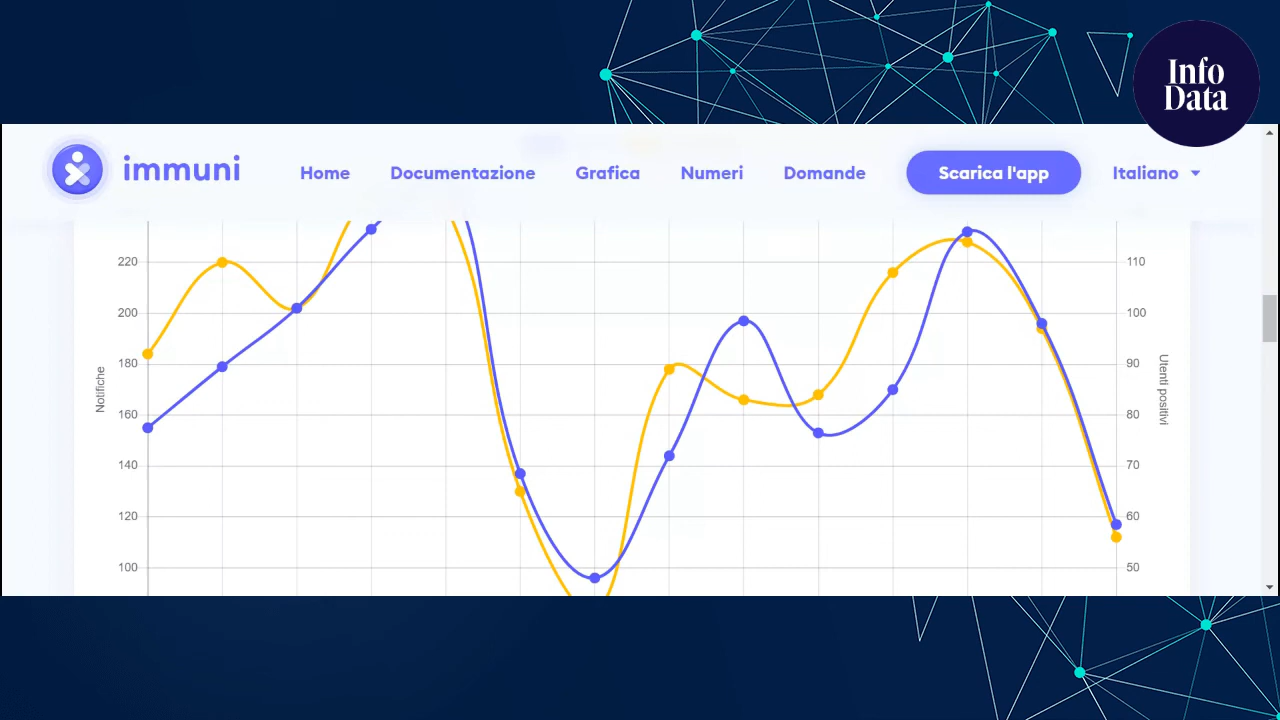 Info
Data
immuni
Home
Documentazione
Grafica
Numeri
Domande
Scarica l'app
Italiano
220
200
180
160
140
120
100
Notifiche
110
100
90
80
70
60
50
Utenti positivi